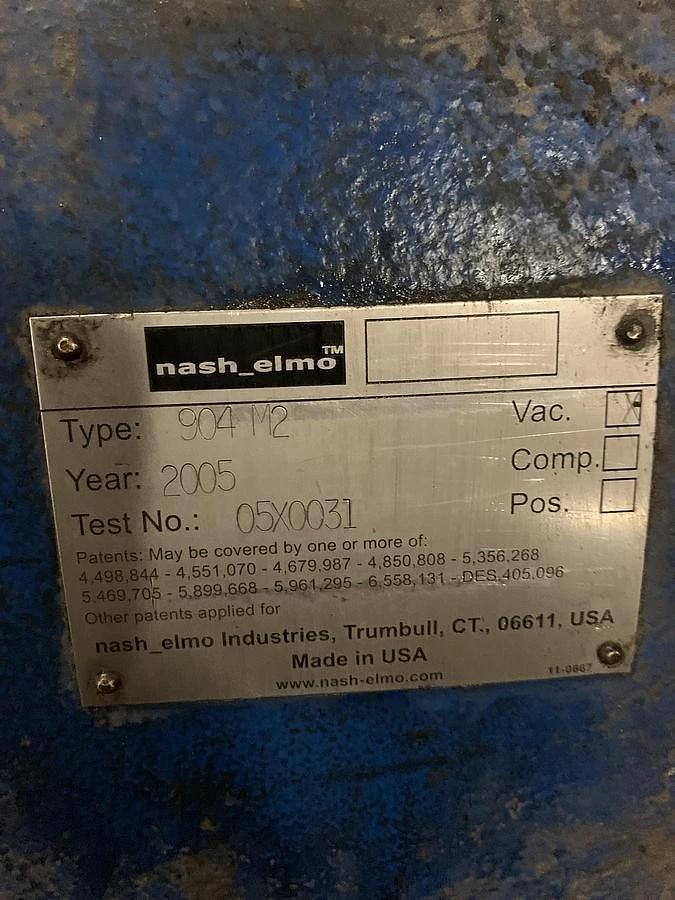 nash_elmo™
Type: 904 M2
Vac. X
Year: 2005
Comp.
Test No.: 05X0031
Pos.
Patents: May be covered by one or more of:
4,498,844 - 4,551,070 - 4,679,987 - 4,850,808 - 5,356,268
5,469,705 - 5,899,668 - 5,961,295 - 6,558,131 - DES.405,096
Other patents applied for
nash_elmo Industries, Trumbull, CT., 06611, USA
Made in USA
www.nash-elmo.com
11-0667